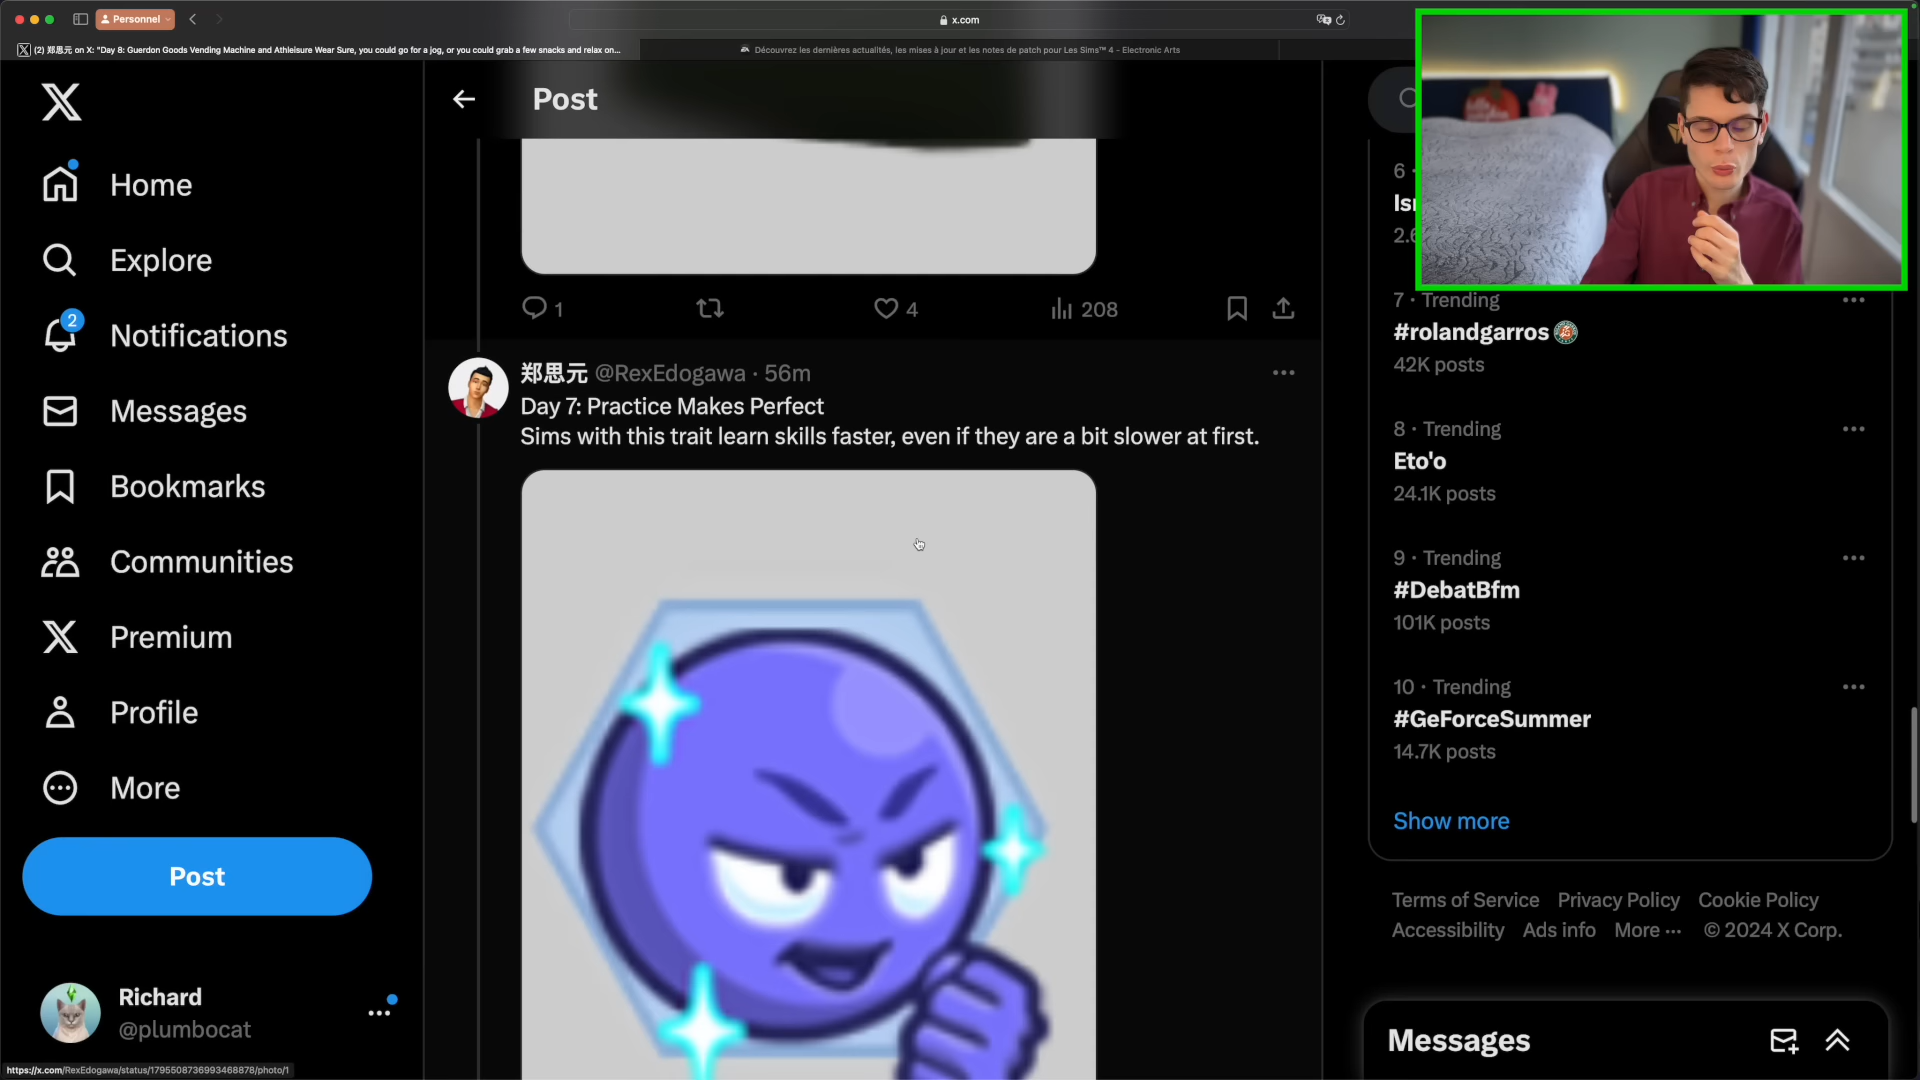 Personnel
x.com
(2) 郑思元 on X: "Day 8: Guerdon Goods Vending Machine and Athleisure Wear Sure, you could go for a jog, or you could grab a few snacks and relax on...
Découvrez les dernières actualités, les mises à jour et les notes de patch pour Les Sims™ 4 - Electronic Arts
Home
Explore
2
Notifications
Messages
Bookmarks
Communities
Premium
Profile
More
Post
Richard
@plumbocat
https://x.com/RexEdogawa/status/1795508736993468878/photo/1
Post
1
4
208
郑思元 @RexEdogawa · 56m
Day 7: Practice Makes Perfect
Sims with this trait learn skills faster, even if they are a bit slower at first.
6 ·
7 · Trending
#rolandgarros
42K posts
8 · Trending
Eto'o
24.1K posts
9 · Trending
#DebatBfm
101K posts
10 · Trending
#GeForceSummer
14.7K posts
Show more
Terms of Service Privacy Policy Cookie Policy
Accessibility Ads info More ··· © 2024 X Corp.
Messages